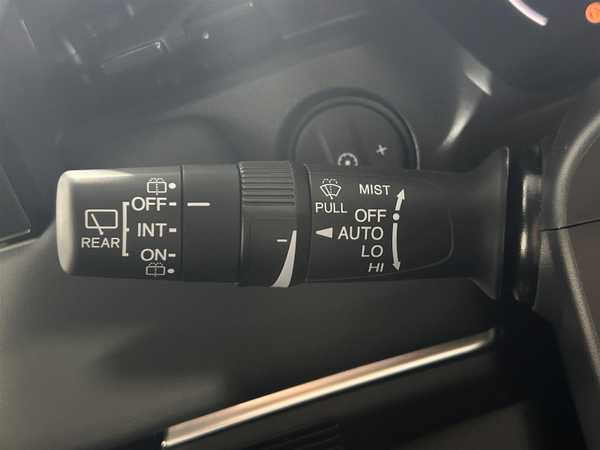 OFF
REAR
INT
ON
MIST
PULL
OFF
AUTO
LO
HI